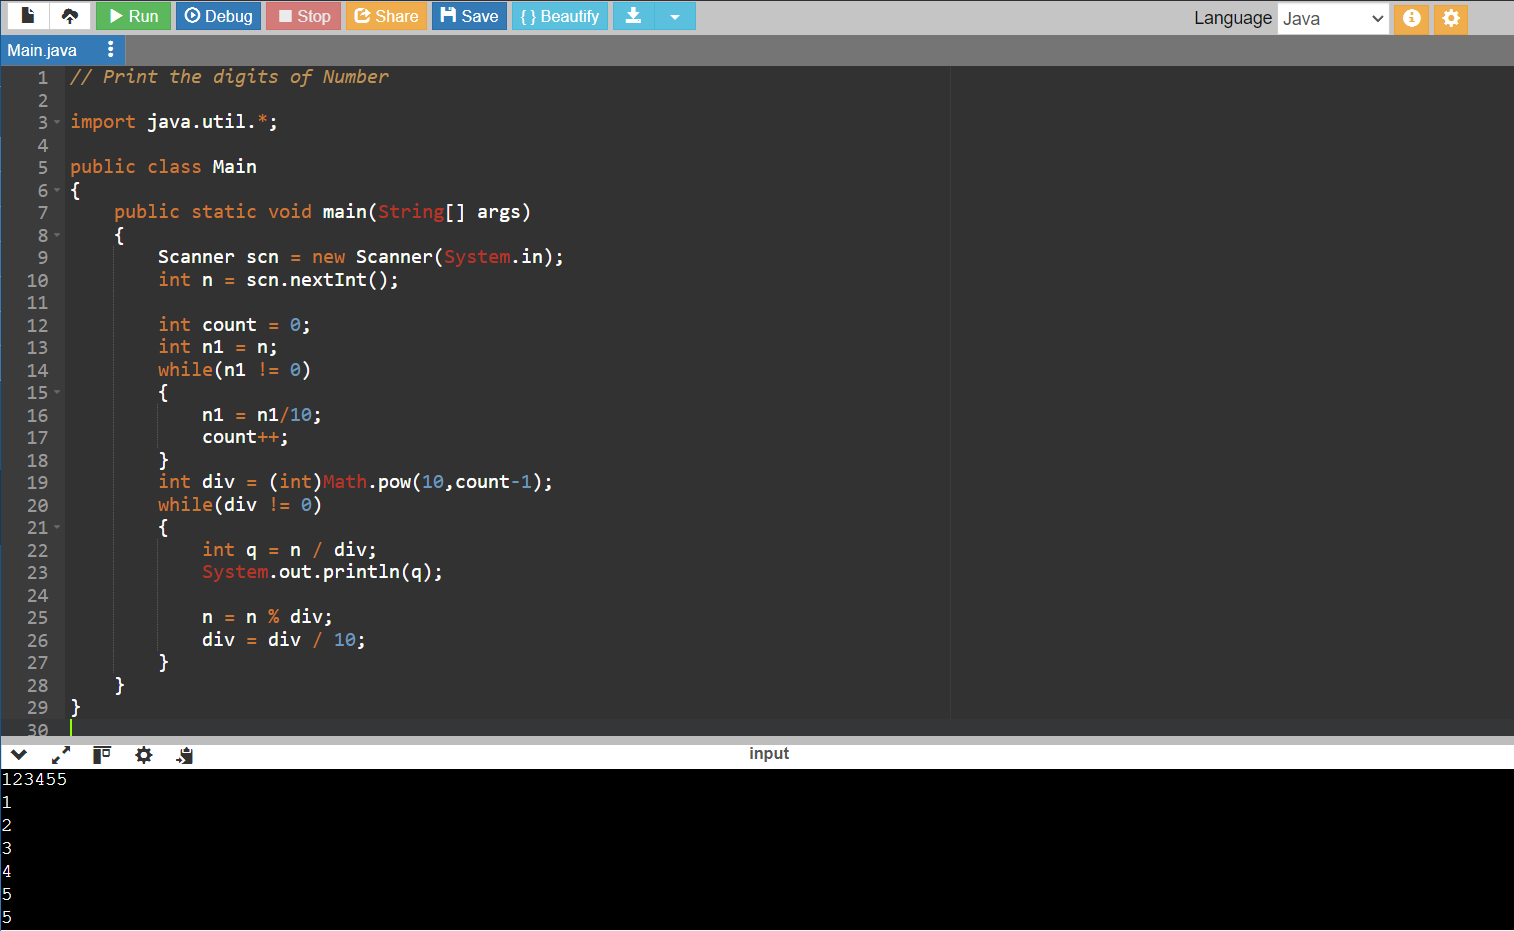 Run Debug Stop Share Save { } Beautify Language Java
Main.java
1 // Print the digits of Number
2
3 import java.util.*;
4
5 public class Main
6 {
7     public static void main(String[] args)
8     {
9         Scanner scn = new Scanner(System.in);
10         int n = scn.nextInt();
11
12         int count = 0;
13         int n1 = n;
14         while(n1 != 0)
15         {
16             n1 = n1/10;
17             count++;
18         }
19         int div = (int)Math.pow(10,count-1);
20         while(div != 0)
21         {
22             int q = n / div;
23             System.out.println(q);
24
25             n = n % div;
26             div = div / 10;
27         }
28     }
29 }
30
input
123455
1
2
3
4
5
5